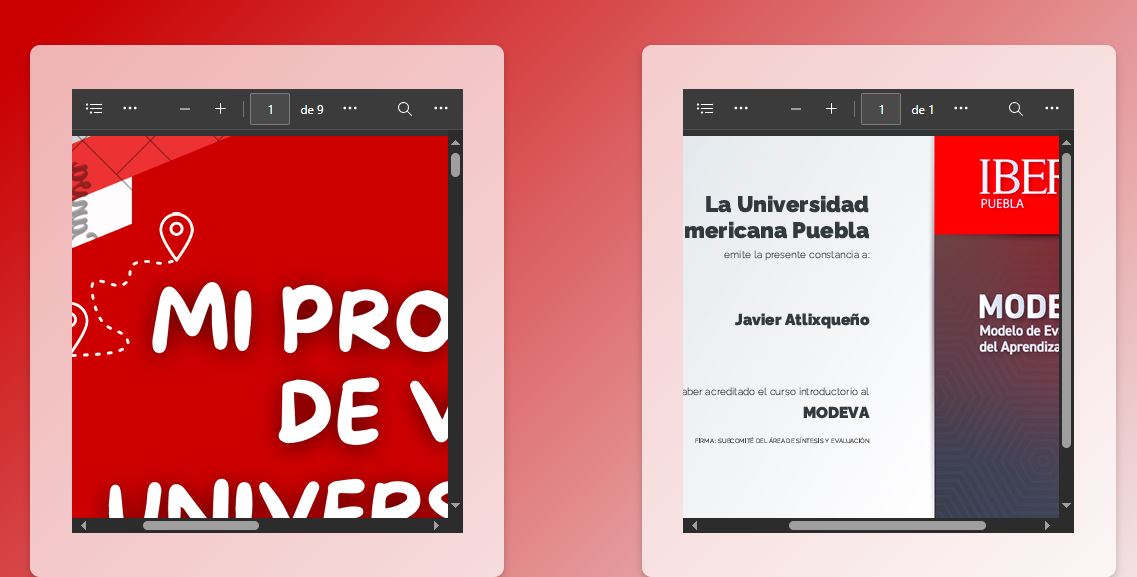 1 de 9
MI PRO
DE V
UNIVERS
1 de 1
La Universidad
mericana Puebla
emite la presente constancia a:
Javier Atlixqueño
aber acreditado el curso introductorio al
MODEVA
FIRMA: SUBCOMITÉ DEL ÁREA DE SÍNTESIS Y EVALUACIÓN
IBER
PUEBLA
MODE
Modelo de Ev
del Aprendiza